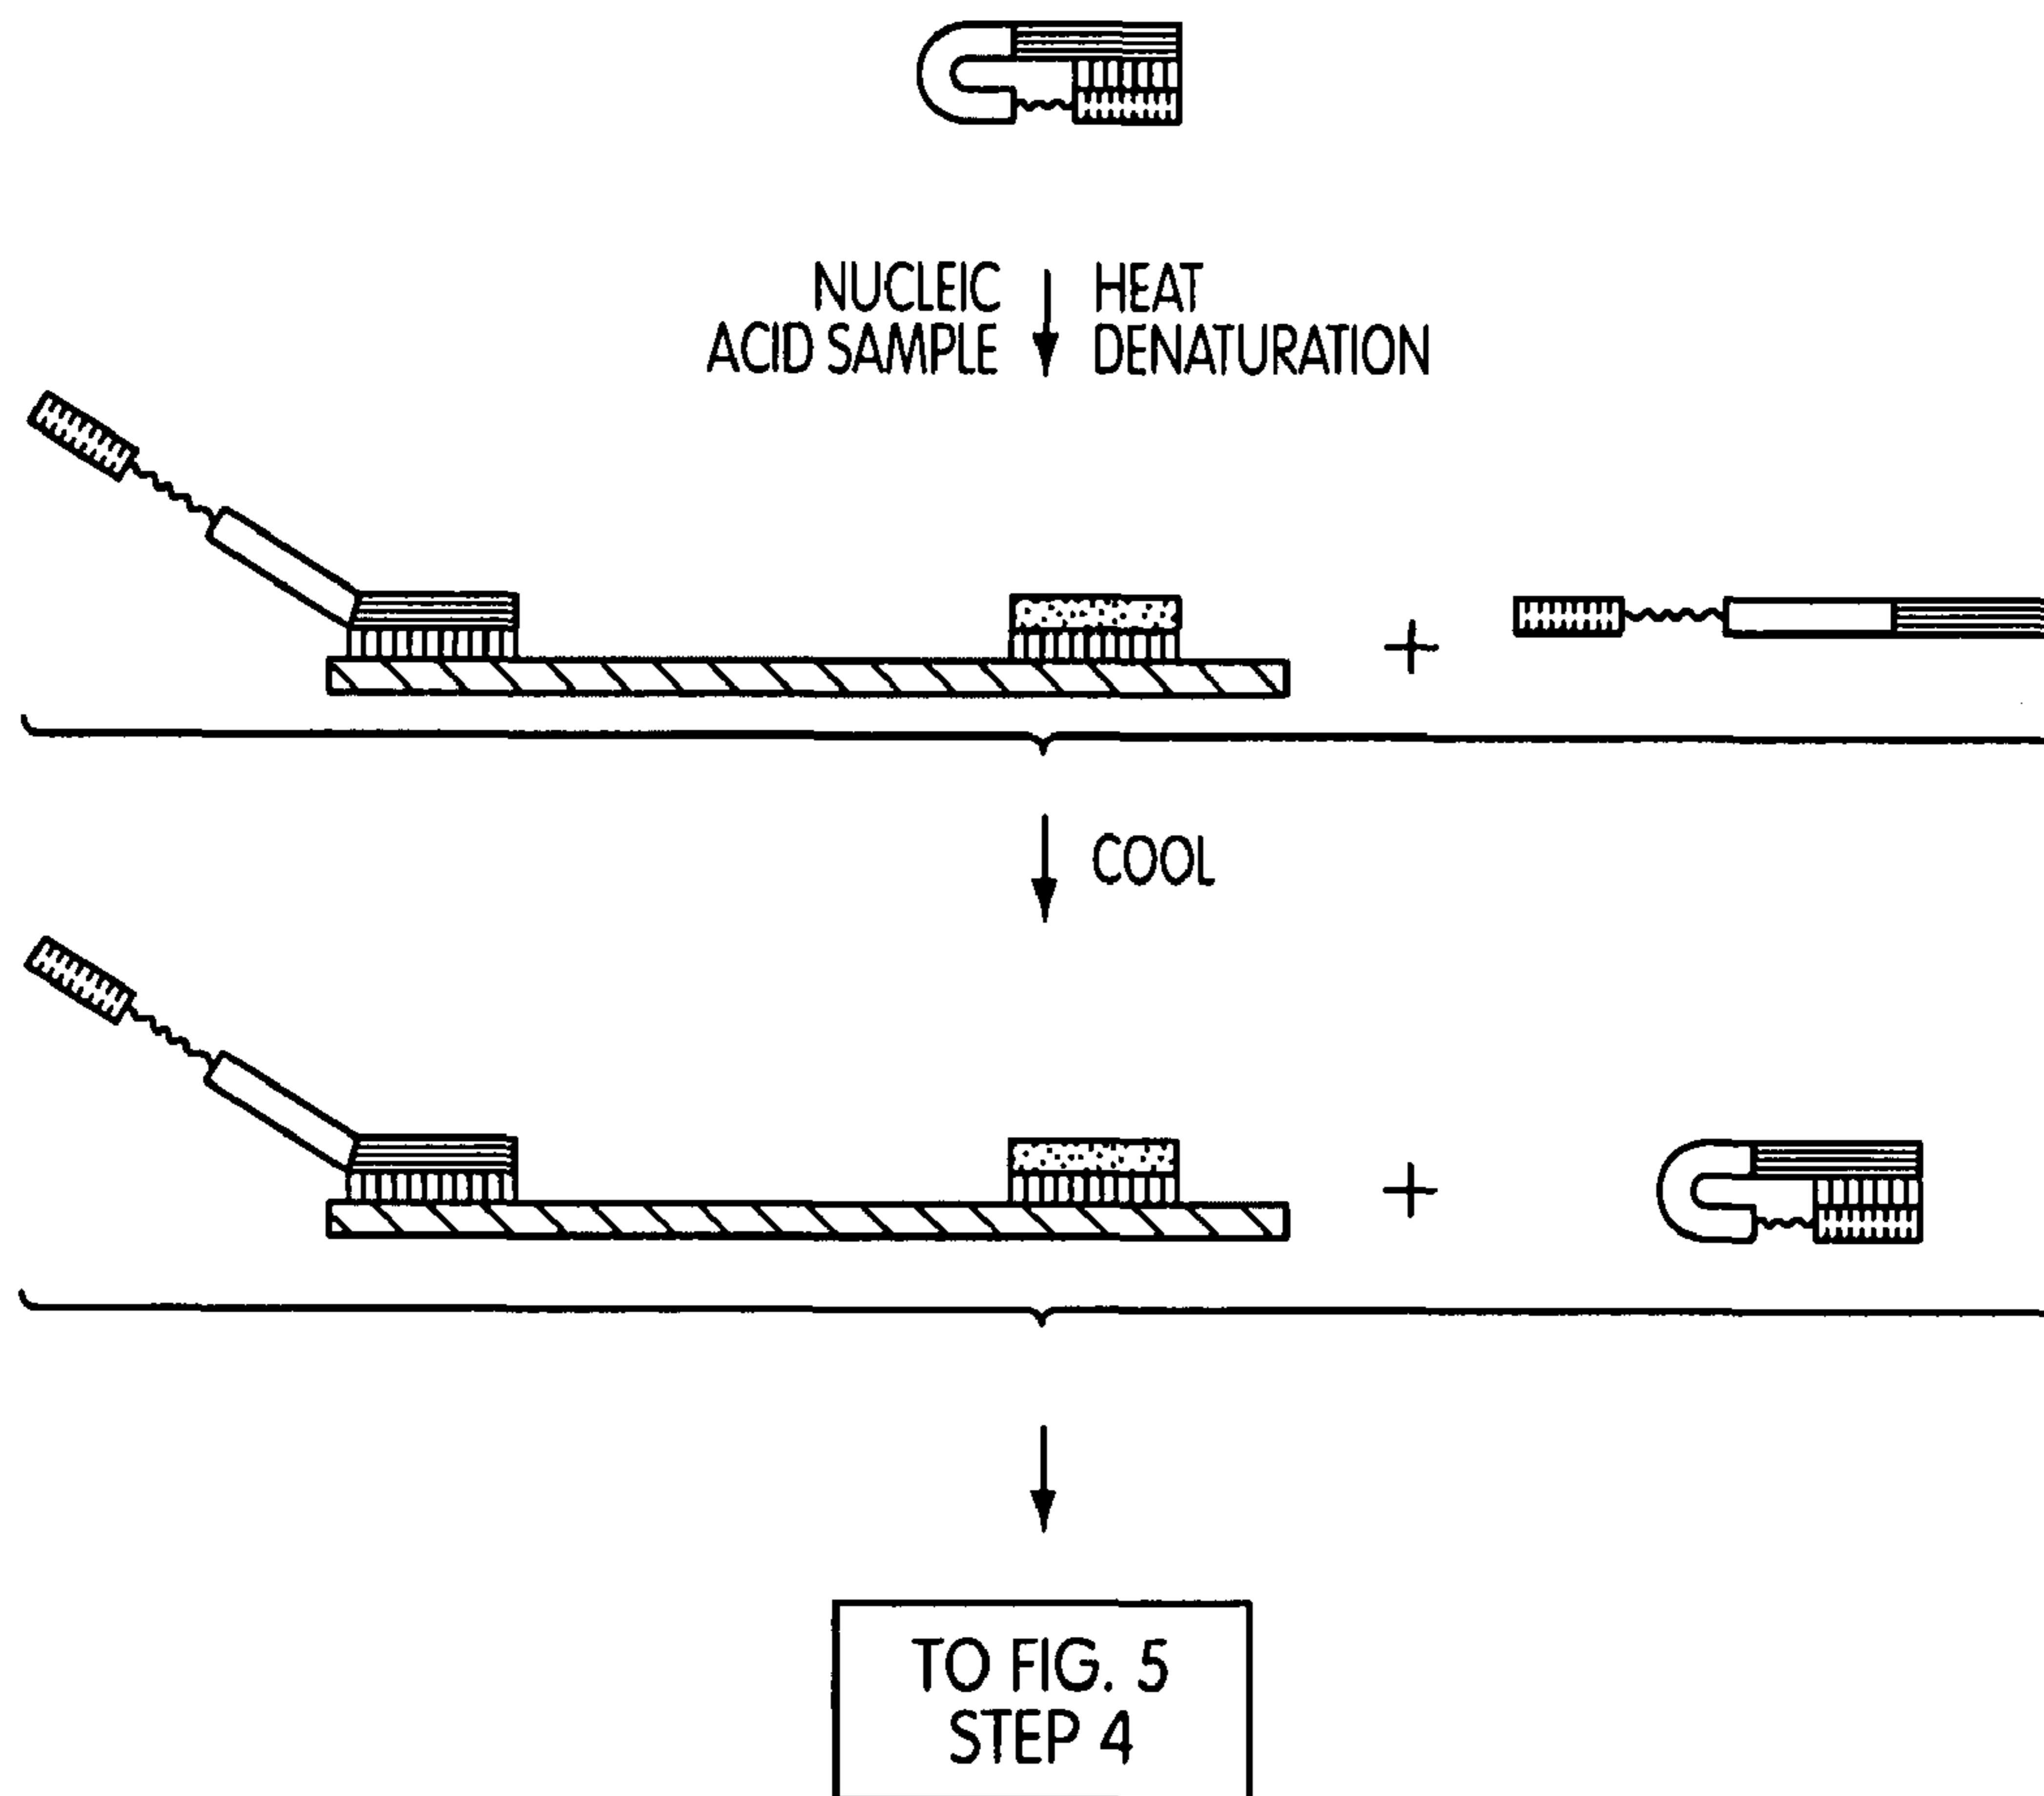 NUCLEIC
ACID SAMPLE
HEAT
DENATURATION
COOL
TO FIG. 5
STEP 4